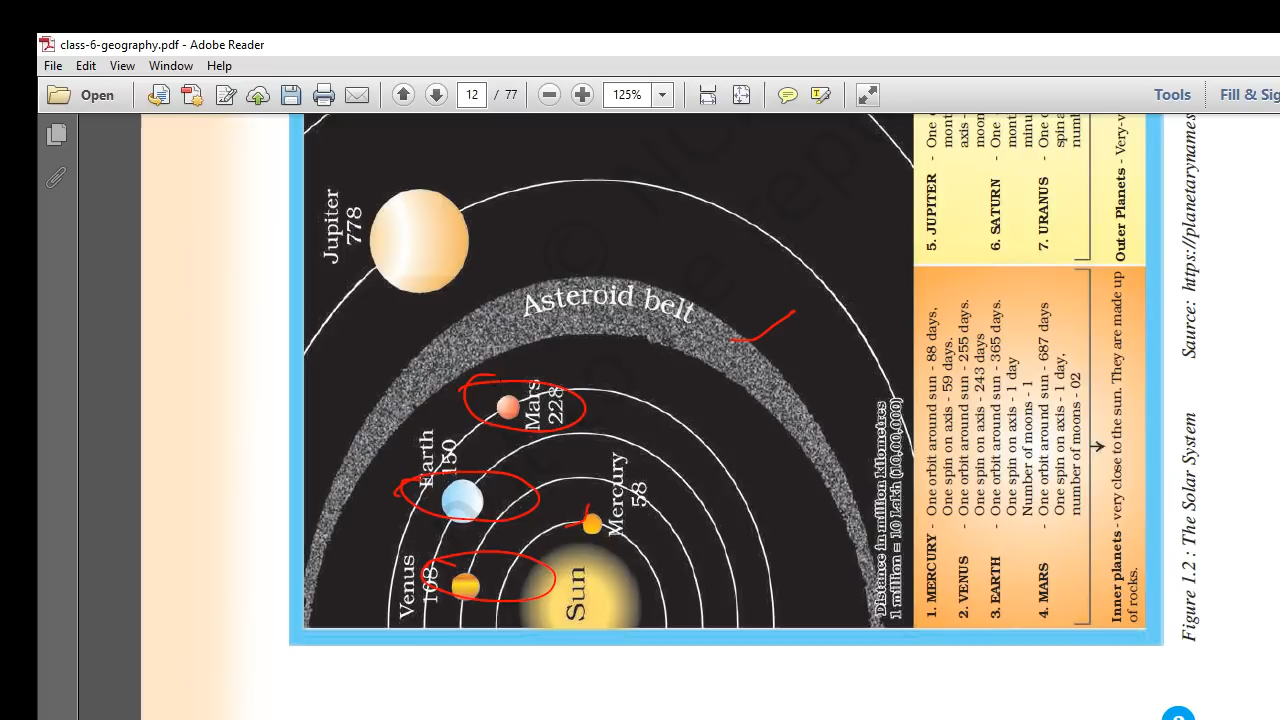 class-6-geography.pdf - Adobe Reader
File Edit View Window Help
Open 12 / 77 125% Tools
Jupiter
778
Asteroid belt
Mars
228
Earth
150
Mercury
58
Venus
108
Sun
Distance in million kilometres
1 million = 10 Lakh (10,00,000)
1. MERCURY - One orbit around sun - 88 days,
One spin on axis - 59 days.
2. VENUS - One orbit around sun - 255 days.
One spin on axis - 243 days
3. EARTH - One orbit around sun - 365 days.
One spin on axis - 1 day
Number of moons - 1
4. MARS - One orbit around sun - 687 days
One spin on axis - 1 day,
number of moons - 02
Inner planets - very close to the sun. They are made up
of rocks.
5. JUPITER - One
axis -
6. SATURN - One
7. URANUS - One
Outer Planets - Very-
Figure 1.2 : The Solar System
Saurce: https://planetarynames